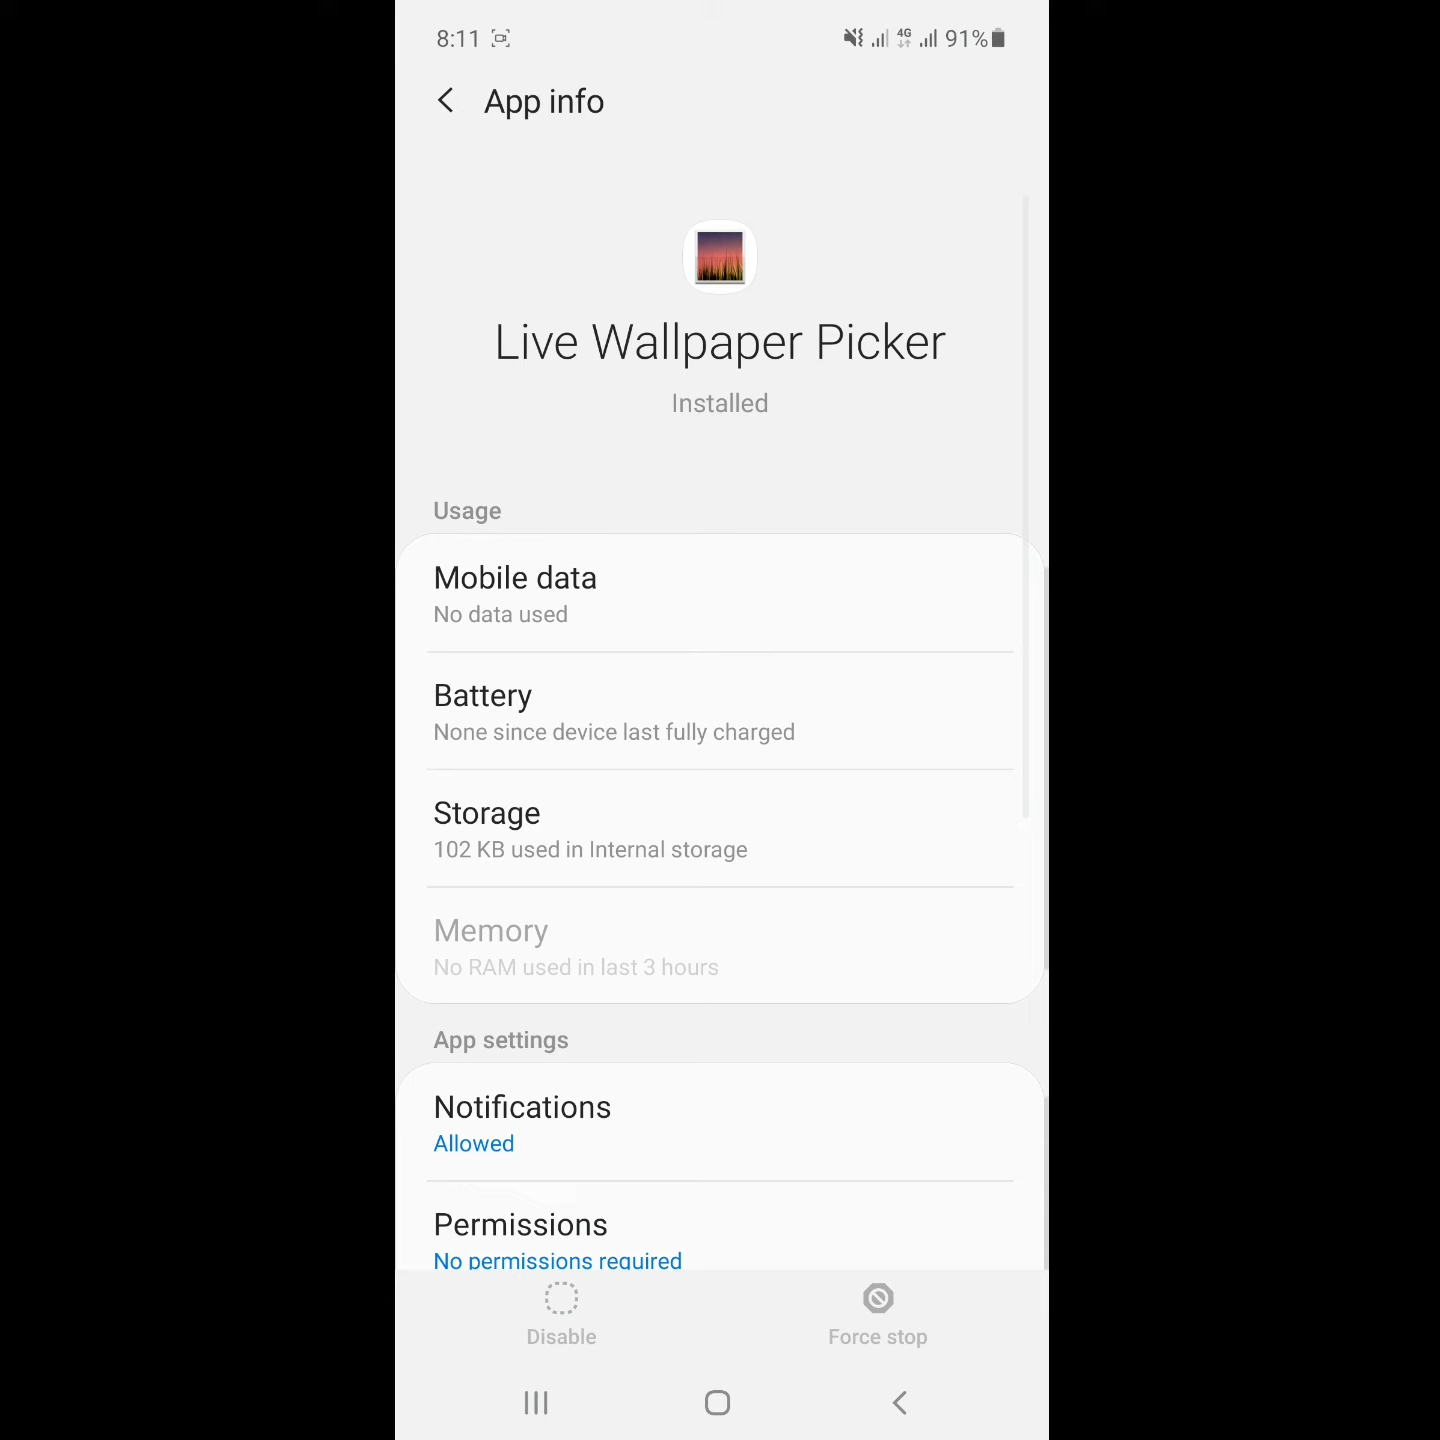 8:11 4G 91%
App info
Live Wallpaper Picker
Installed
Usage
Mobile data
No data used
Battery
None since device last fully charged
Storage
102 KB used in Internal storage
Memory
No RAM used in last 3 hours
App settings
Notifications
Allowed
Permissions
No permissions required
Disable Force stop